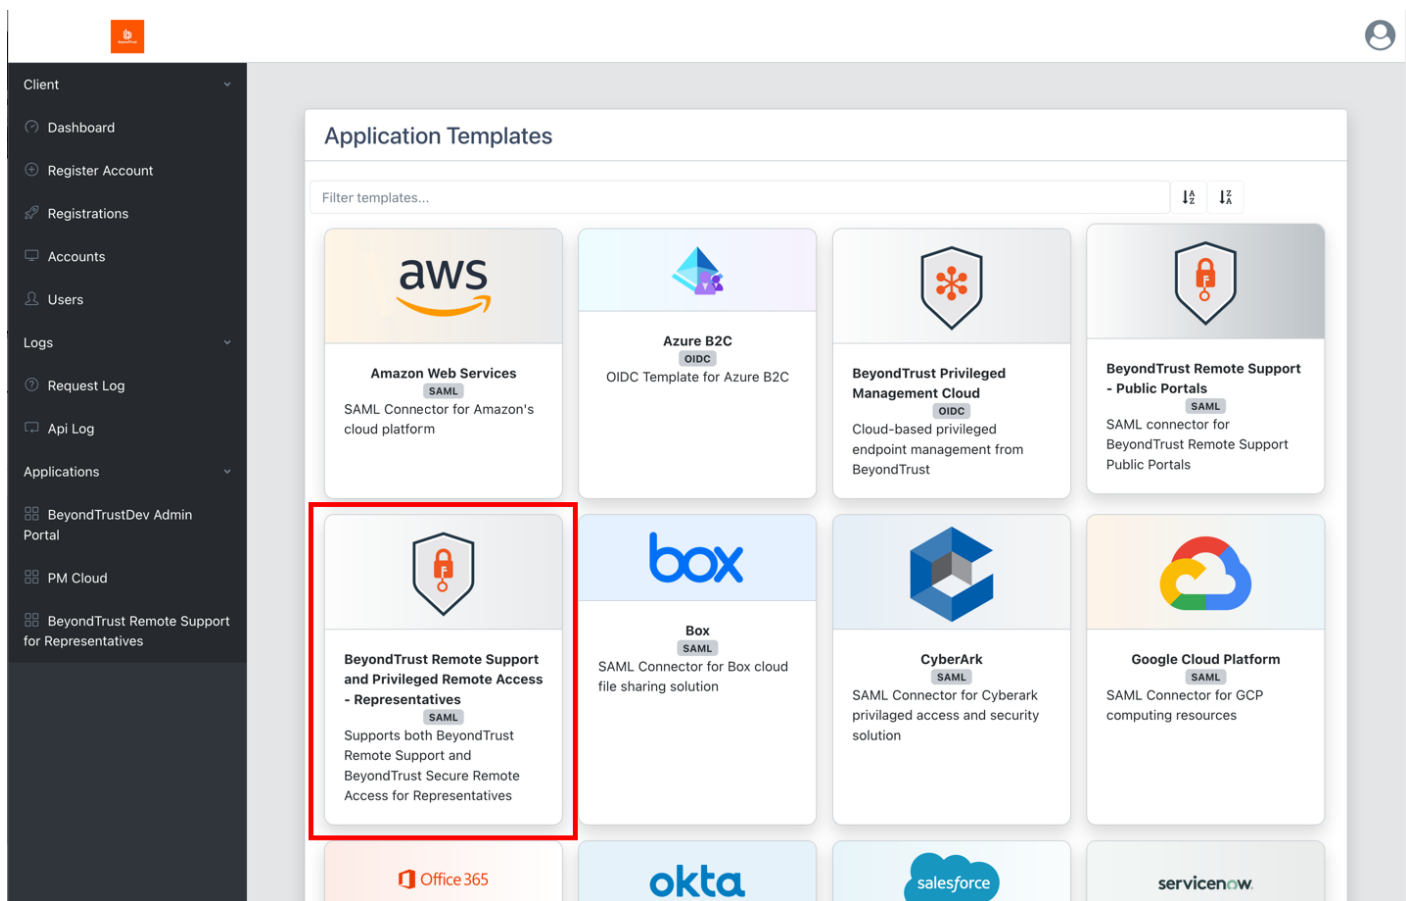 BeyondTrust
Client
Dashboard
Register Account
Registrations
Accounts
Users
Logs
Request Log
Api Log
Applications
BeyondTrustDev Admin
Portal
PM Cloud
BeyondTrust Remote Support
for Representatives
Application Templates
Filter templates...
aws
Amazon Web Services
SAML
SAML Connector for Amazon's
cloud platform
Azure B2C
OIDC
OIDC Template for Azure B2C
BeyondTrust Privileged
Management Cloud
OIDC
Cloud-based privileged
endpoint management from
BeyondTrust
BeyondTrust Remote Support
- Public Portals
SAML
SAML connector for
BeyondTrust Remote Support
Public Portals
BeyondTrust Remote Support
and Privileged Remote Access
- Representatives
SAML
Supports both BeyondTrust
Remote Support and
BeyondTrust Secure Remote
Access for Representatives
box
Box
SAML
SAML Connector for Box cloud
file sharing solution
CyberArk
SAML
SAML Connector for Cyberark
privilaged access and security
solution
Google Cloud Platform
SAML
SAML Connector for GCP
computing resources
Office 365
okta
salesforce
servicenow